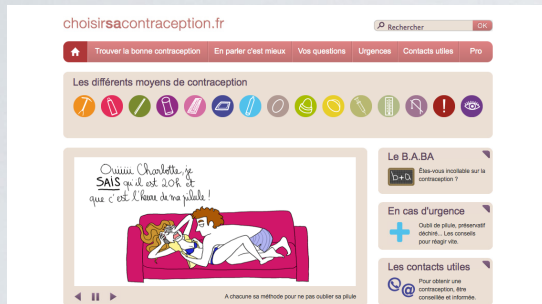 choisirsacontraception.fr
Rechercher OK
Trouver la bonne contraception En parler c'est mieux Vos questions Urgences Contacts utiles Pro
Les différents moyens de contraception
Ouiiii Charlotte, je
SAIS qu'il est 20h et
que c'est l'heure de ma pilule !
A chacune sa méthode pour ne pas oublier sa pilule
Le B.A.BA
b+a
Êtes-vous incollable sur la
contraception ?
En cas d'urgence
Oubli de pilule, préservatif
déchiré... Les conseils
pour réagir vite.
Les contacts utiles
@
Pour obtenir une
contraception, être
conseillée et informée.